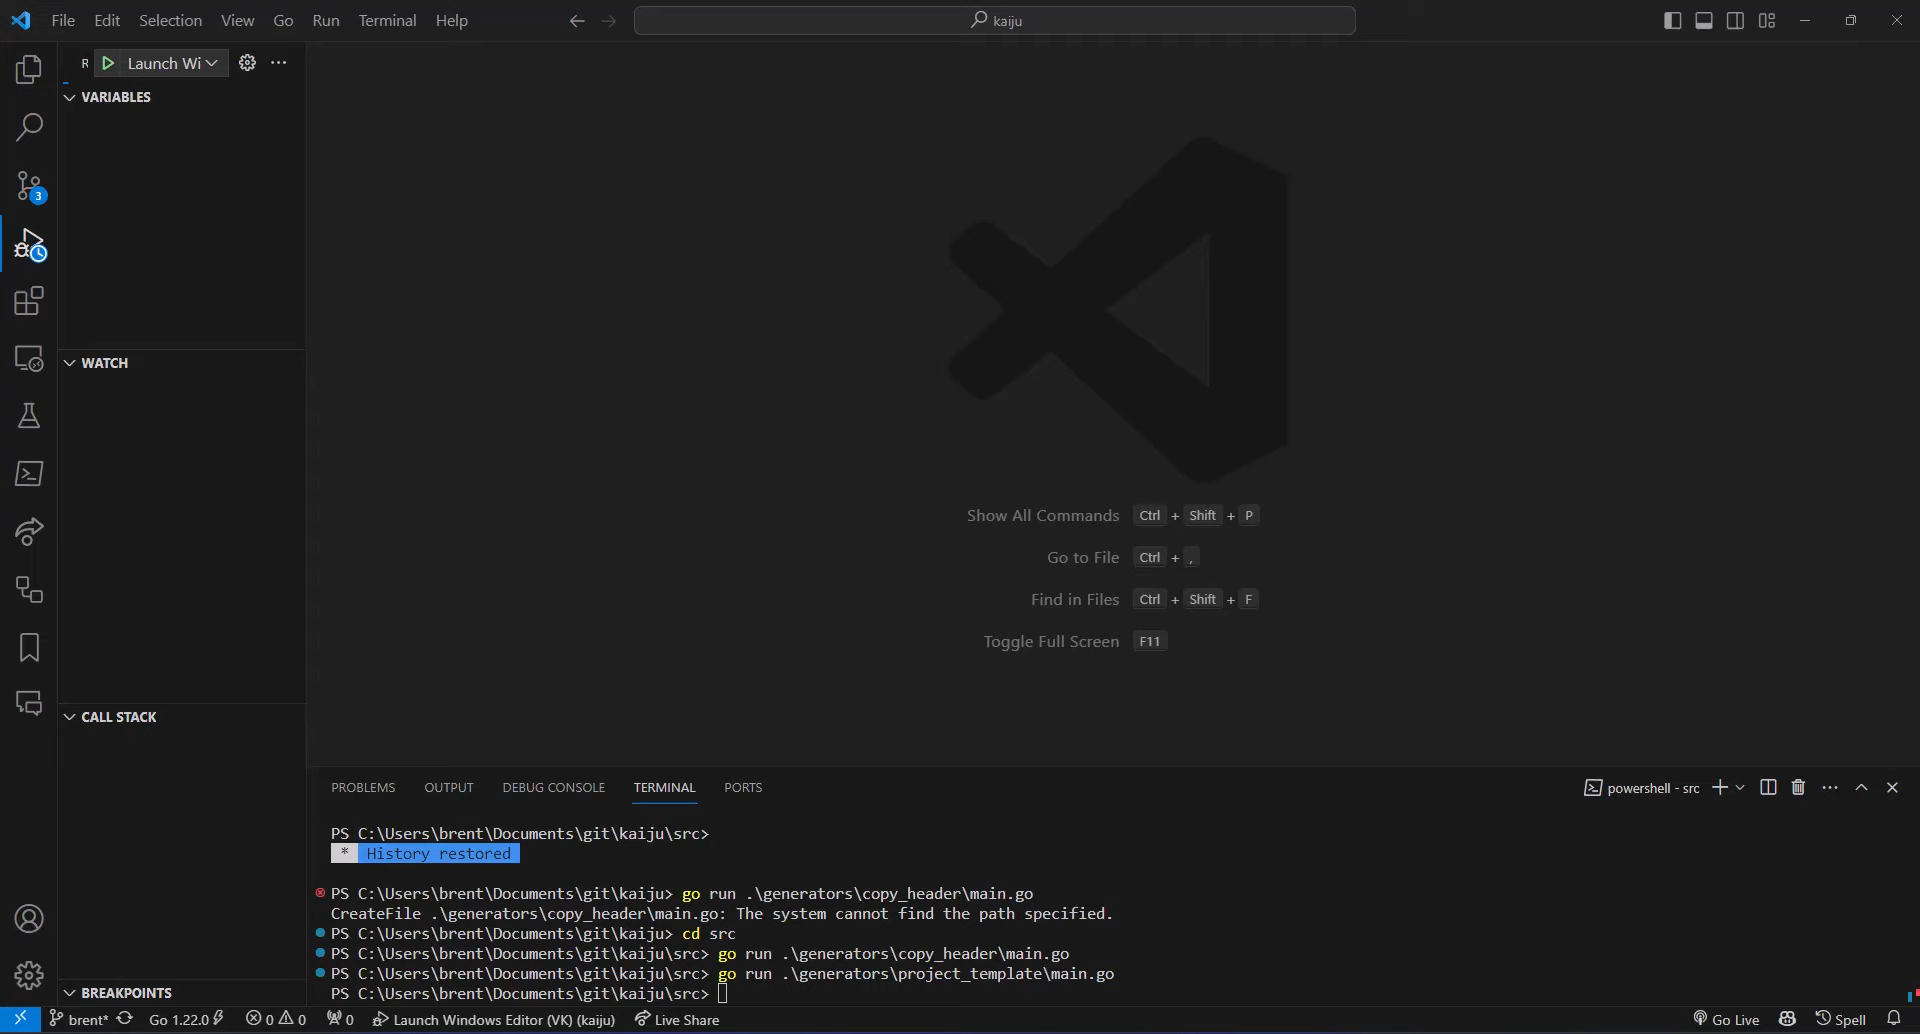 File Edit Selection View Go Run Terminal Help
kaiju
R Launch Wi
VARIABLES
3
WATCH
Show All Commands Ctrl + Shift + P
Go to File Ctrl + ,
Find in Files Ctrl + Shift + F
Toggle Full Screen F11
CALL STACK
PROBLEMS OUTPUT DEBUG CONSOLE TERMINAL PORTS
powershell - src
PS C:\Users\brent\Documents\git\kaiju\src>
* History restored
PS C:\Users\brent\Documents\git\kaiju> go run .\generators\copy_header\main.go
CreateFile .\generators\copy_header\main.go: The system cannot find the path specified.
PS C:\Users\brent\Documents\git\kaiju> cd src
PS C:\Users\brent\Documents\git\kaiju\src> go run .\generators\copy_header\main.go
PS C:\Users\brent\Documents\git\kaiju\src> go run .\generators\project_template\main.go
PS C:\Users\brent\Documents\git\kaiju\src>
BREAKPOINTS
brent* Go 1.22.0 0 0 0 Launch Windows Editor (VK) (kaiju) Live Share Go Live Spell